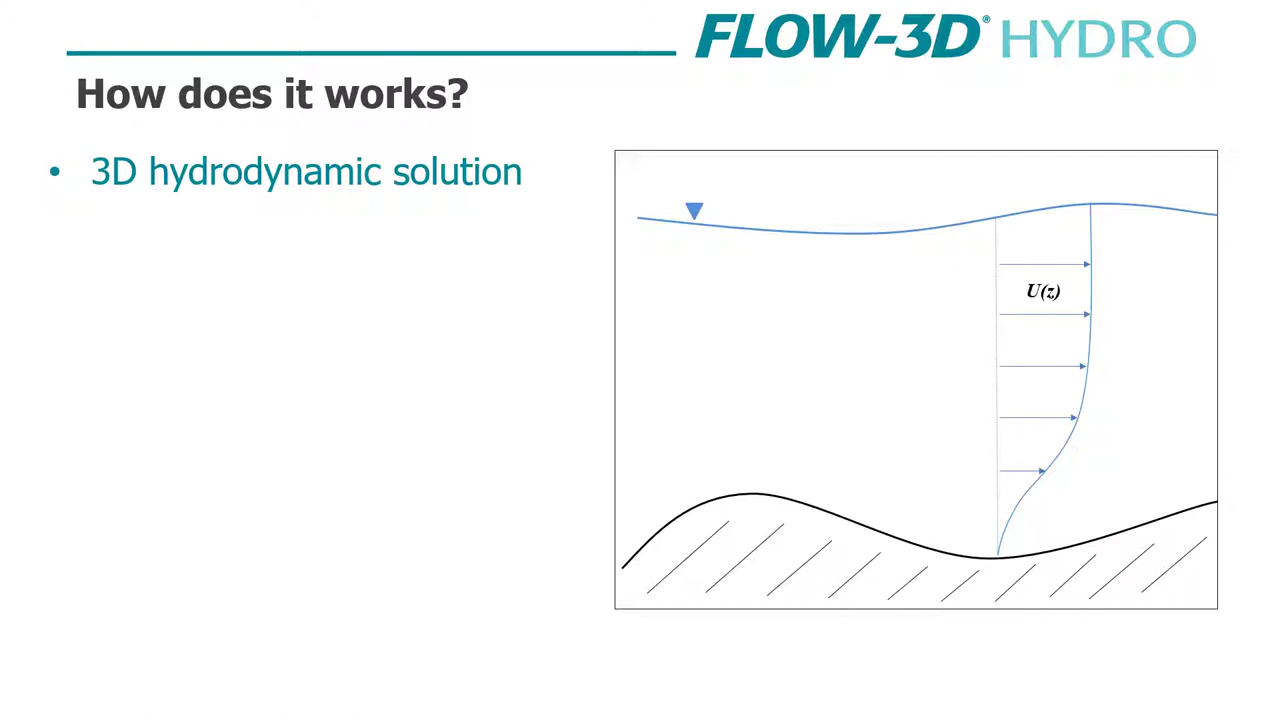 FLOW-3D® HYDRO
How does it works?
• 3D hydrodynamic solution
U(z)